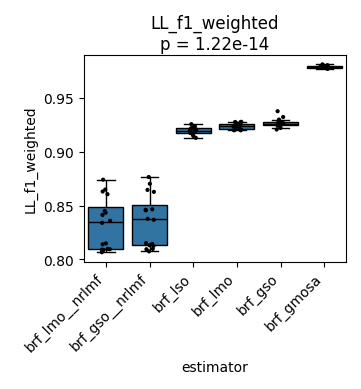 LL_f1_weighted
p = 1.22e-14
LL_f1_weighted
0.95
0.90
0.85
0.80
brf_lmo__nrlmf
brf_gso__nrlmf
brf_lso
brf_lmo
brf_gso
brf_gmosa
estimator